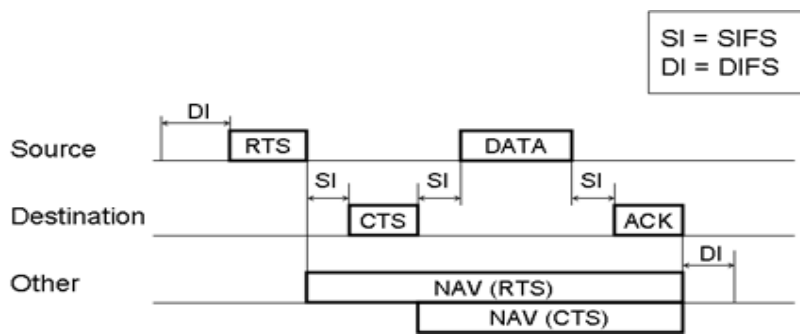 SI = SIFS
DI = DIFS
DI
Source
RTS
DATA
SI
SI
SI
Destination
CTS
ACK
DI
Other
NAV (RTS)
NAV (CTS)